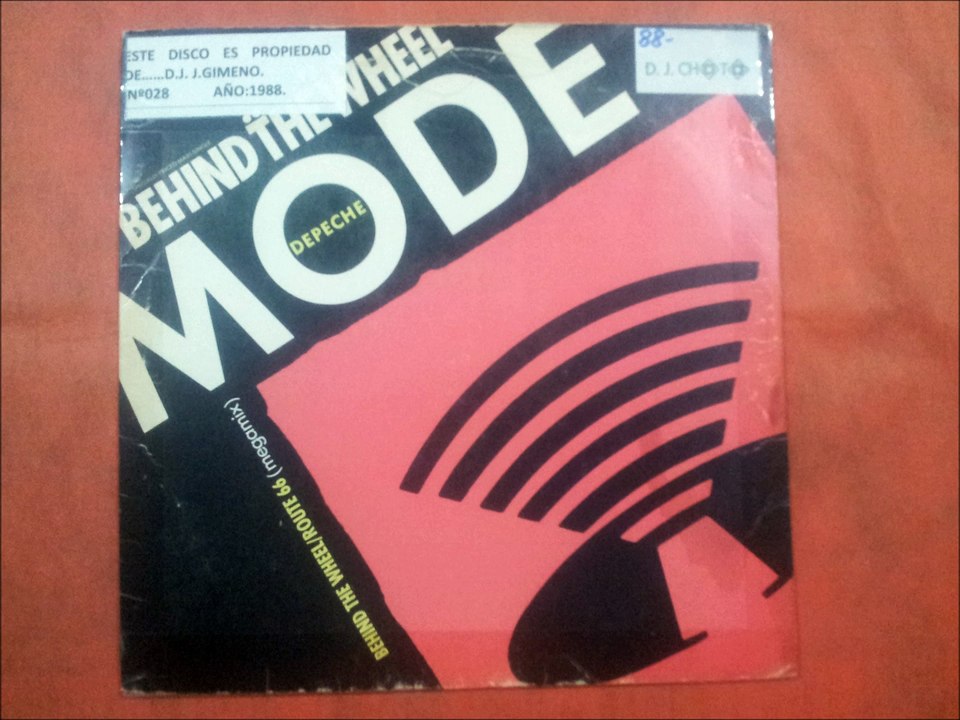 ESTE DISCO ES PROPIEDAD
DE......D.J. J.GIMENO.
Nº028 AÑO:1988.
88-
BEHIND THE WHEEL
MODE
DEPECHE
BEHIND THE WHEEL/ROUTE 66 (megamix)